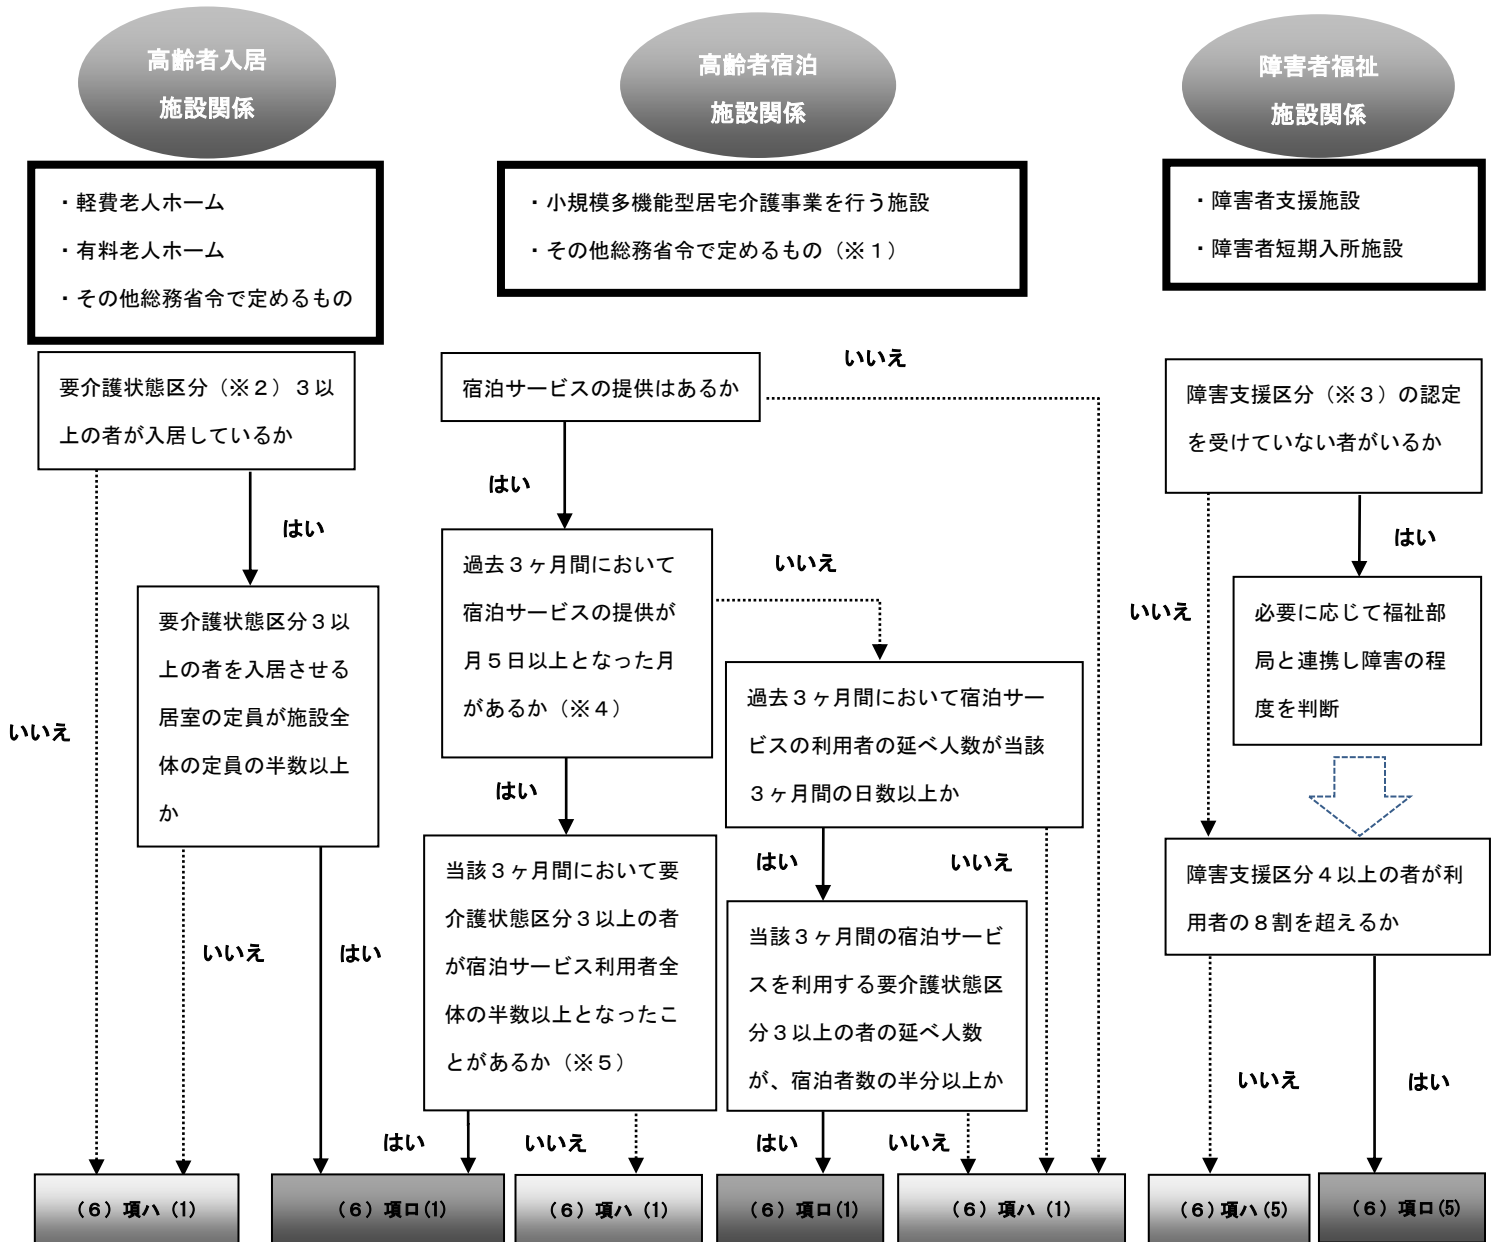 高齢者入居
施設関係
・軽費老人ホーム
・有料老人ホーム
・その他総務省令で定めるもの
要介護状態区分（※２）３以
上の者が入居しているか
はい
いいえ
要介護状態区分３以
上の者を入居させる
居室の定員が施設全
体の定員の半数以上
か
いいえ
はい
（６）項ハ（1）
（６）項ロ(1)
高齢者宿泊
施設関係
・小規模多機能型居宅介護事業を行う施設
・その他総務省令で定めるもの（※１）
宿泊サービスの提供はあるか
いいえ
はい
過去３ヶ月間において
宿泊サービスの提供が
月５日以上となった月
があるか（※４）
いいえ
はい
過去３ヶ月間において宿泊サー
ビスの利用者の延べ人数が当該
３ヶ月間の日数以上か
はい
いいえ
当該３ヶ月間において要
介護状態区分３以上の者
が宿泊サービス利用者全
体の半数以上となったこ
とがあるか（※５）
はい
いいえ
当該３ヶ月間の宿泊サービ
スを利用する要介護状態区
分３以上の者の延べ人数
が、宿泊者数の半分以上か
はい
いいえ
（６）項ハ（1）
（６）項ロ(1)
（６）項ハ（1）
障害者福祉
施設関係
・障害者支援施設
・障害者短期入所施設
障害支援区分（※３）の認定
を受けていない者がいるか
はい
いいえ
必要に応じて福祉部
局と連携し障害の程
度を判断
障害支援区分４以上の者が利
用者の８割を超えるか
いいえ
はい
（６）項ハ(5)
（６）項ロ(5)